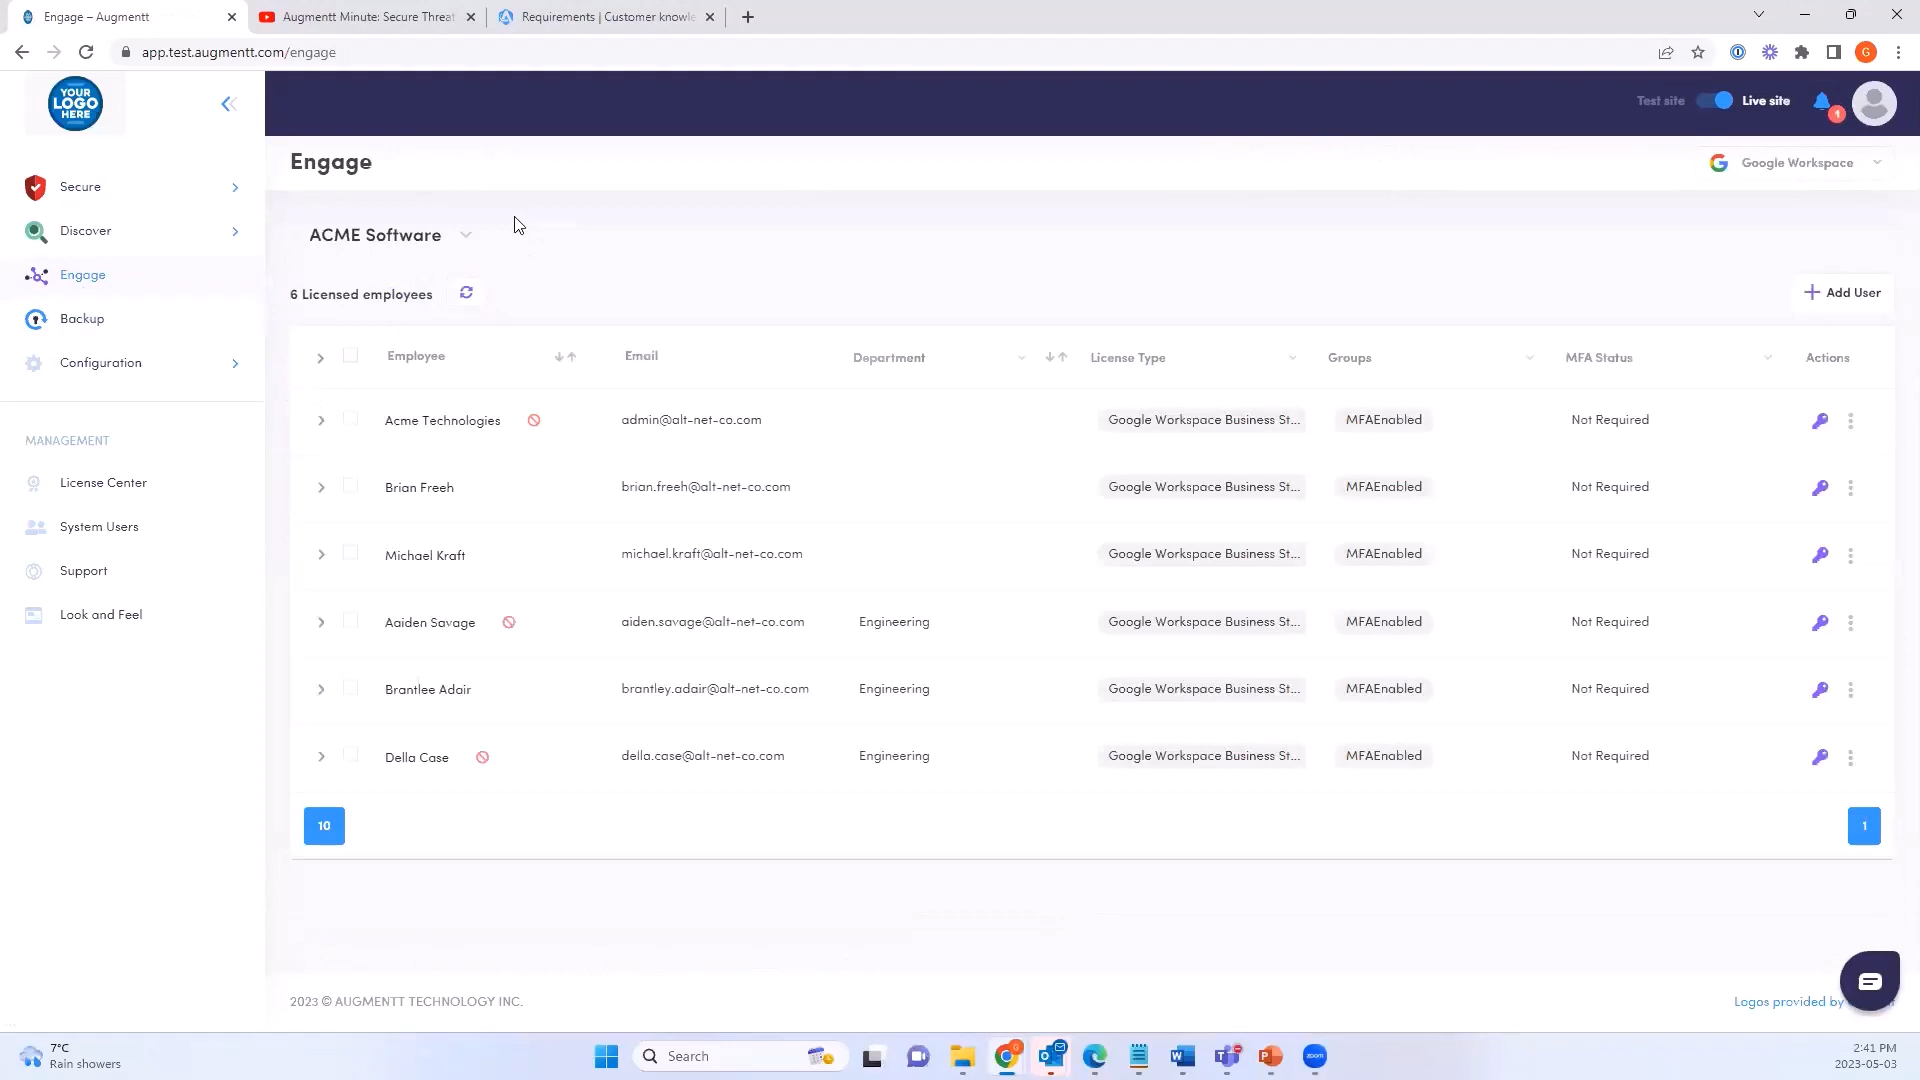 Engage – Augmentt
Augmentt Minute: Secure Threat
Requirements | Customer knowle
app.test.augmentt.com/engage
G
YOUR
LOGO
HERE
Test site
Live site
1
Engage
Google Workspace
Secure
Discover
Engage
Backup
Configuration
MANAGEMENT
License Center
System Users
Support
Look and Feel
ACME Software
6 Licensed employees
Add User
Employee Email Department License Type Groups MFA Status Actions
Acme Technologies admin@alt-net-co.com Google Workspace Business St... MFAEnabled Not Required
Brian Freeh brian.freeh@alt-net-co.com Google Workspace Business St... MFAEnabled Not Required
Michael Kraft michael.kraft@alt-net-co.com Google Workspace Business St... MFAEnabled Not Required
Aaiden Savage aiden.savage@alt-net-co.com Engineering Google Workspace Business St... MFAEnabled Not Required
Brantlee Adair brantley.adair@alt-net-co.com Engineering Google Workspace Business St... MFAEnabled Not Required
Della Case della.case@alt-net-co.com Engineering Google Workspace Business St... MFAEnabled Not Required
10
1
2023 © AUGMENTT TECHNOLOGY INC.
Logos provided by
7°C
Rain showers
Search
zoom
2:41 PM
2023-05-03